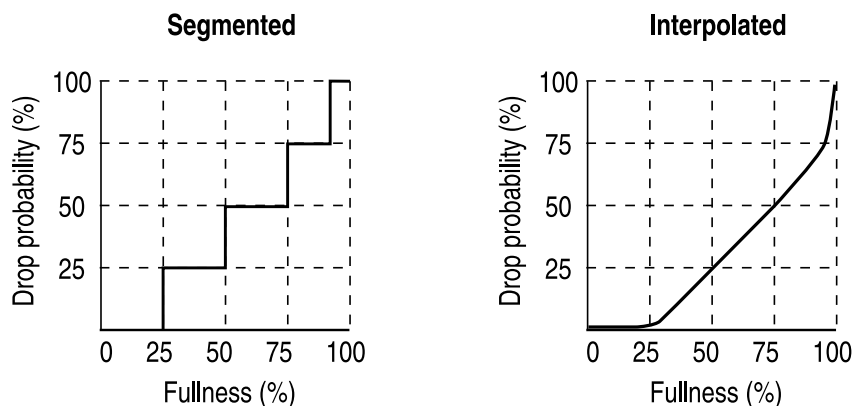 Segmented
100
75
50
25
0 25 50 75 100
Drop probability (%)
Fullness (%)
Interpolated
100
75
50
25
0 25 50 75 100
Drop probability (%)
Fullness (%)